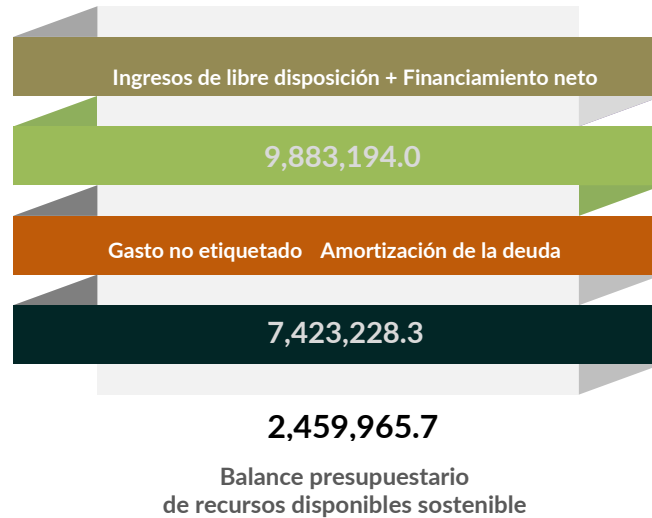 Ingresos de libre disposición + Financiamiento neto
9,883,194.0
Gasto no etiquetado Amortización de la deuda
7,423,228.3
2,459,965.7
Balance presupuestario
de recursos disponibles sostenible